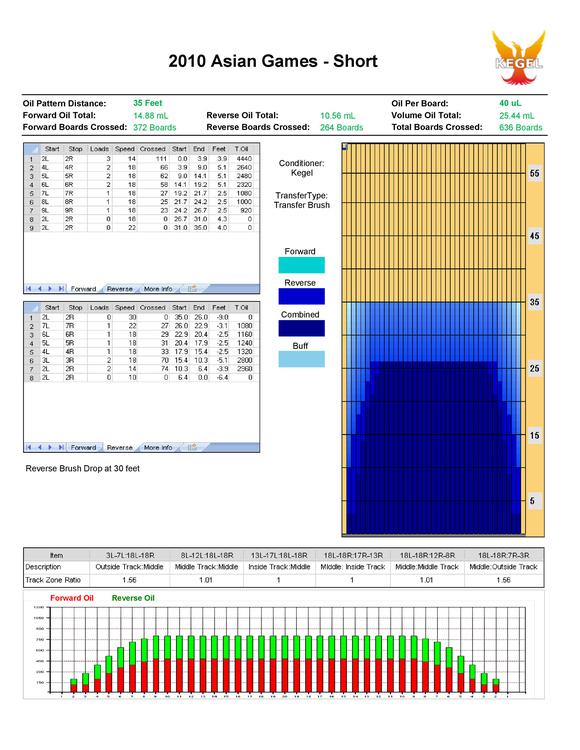 KEGEL
2010 Asian Games - Short
Oil Pattern Distance: 35 Feet Oil Per Board: 40 uL
Forward Oil Total: 14.88 mL Reverse Oil Total: 10.56 mL Volume Oil Total: 25.44 mL
Forward Boards Crossed: 372 Boards Reverse Boards Crossed: 264 Boards Total Boards Crossed: 636 Boards
Start Stop Loads Speed Crossed Start End Feet T.Oil
1 2L 2R 3 14 111 0.0 3.9 3.9 4440
2 4L 4R 2 18 66 3.9 9.0 5.1 2640
3 5L 5R 2 18 62 9.0 14.1 5.1 2480
4 6L 6R 2 18 58 14.1 19.2 5.1 2320
5 7L 7R 1 18 27 19.2 21.7 2.5 1080
6 8L 8R 1 18 25 21.7 24.2 2.5 1000
7 9L 9R 1 18 23 24.2 26.7 2.5 920
8 2L 2R 0 18 0 26.7 31.0 4.3 0
9 2L 2R 0 22 0 31.0 35.0 4.0 0
Forward Reverse More Info
Start Stop Loads Speed Crossed Start End Feet T.Oil
1 2L 2R 0 30 0 35.0 26.0 -9.0 0
2 7L 7R 1 22 27 26.0 22.9 -3.1 1080
3 6L 6R 1 18 29 22.9 20.4 -2.5 1160
4 5L 5R 1 18 31 20.4 17.9 -2.5 1240
5 4L 4R 1 18 33 17.9 15.4 -2.5 1320
6 3L 3R 2 18 70 15.4 10.3 -5.1 2800
7 2L 2R 2 14 74 10.3 6.4 -3.9 2960
8 2L 2R 0 10 0 6.4 0.0 -6.4 0
Forward Reverse More Info
Reverse Brush Drop at 30 feet
Conditioner:
Kegel
TransferType:
Transfer Brush
Forward
Reverse
Combined
Buff
55
45
35
25
15
5
Item 3L-7L:18L-18R 8L-12L:18L-18R 13L-17L:18L-18R 18L-18R:17R-13R 18L-18R:12R-8R 18L-18R:7R-3R
Description Outside Track:Middle Middle Track:Middle Inside Track:Middle Middle: Inside Track Middle:Middle Track Middle:Outside Track
Track Zone Ratio 1.56 1.01 1 1 1.01 1.56
Forward Oil Reverse Oil